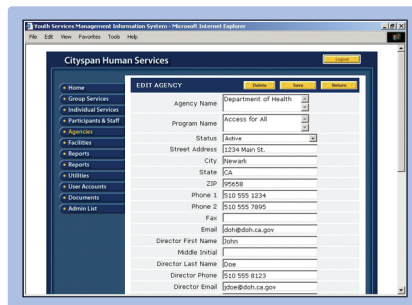 Youth Services Management Information System - Microsoft Internet Explorer
File Edit View Favorites Tools Help
Cityspan Human Services
Logout
Home
Group Services
Individual Services
Participants & Staff
Agencies
Facilities
Reports
Reports
Utilities
User Accounts
Documents
Admin List
EDIT AGENCY
Delete Save Return
Agency Name Department of Health
Program Name Access for All
Status Active
Street Address 1234 Main St.
City Newark
State CA
ZIP 95658
Phone 1 510 555 1234
Phone 2 510 555 7895
Fax
Email doh@doh.ca.gov
Director First Name John
Middle Initial
Director Last Name Doe
Director Phone 510 555 8123
Director Email jdoe@doh.ca.gov